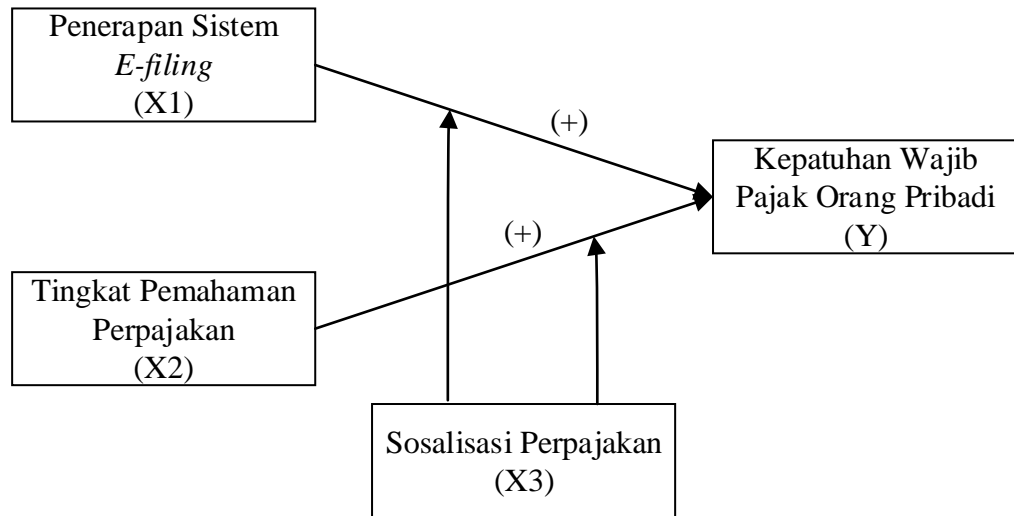 Penerapan Sistem
E-filing
(X1)
(+)
Kepatuhan Wajib
Pajak Orang Pribadi
(Y)
(+)
Tingkat Pemahaman
Perpajakan
(X2)
Sosalisasi Perpajakan
(X3)